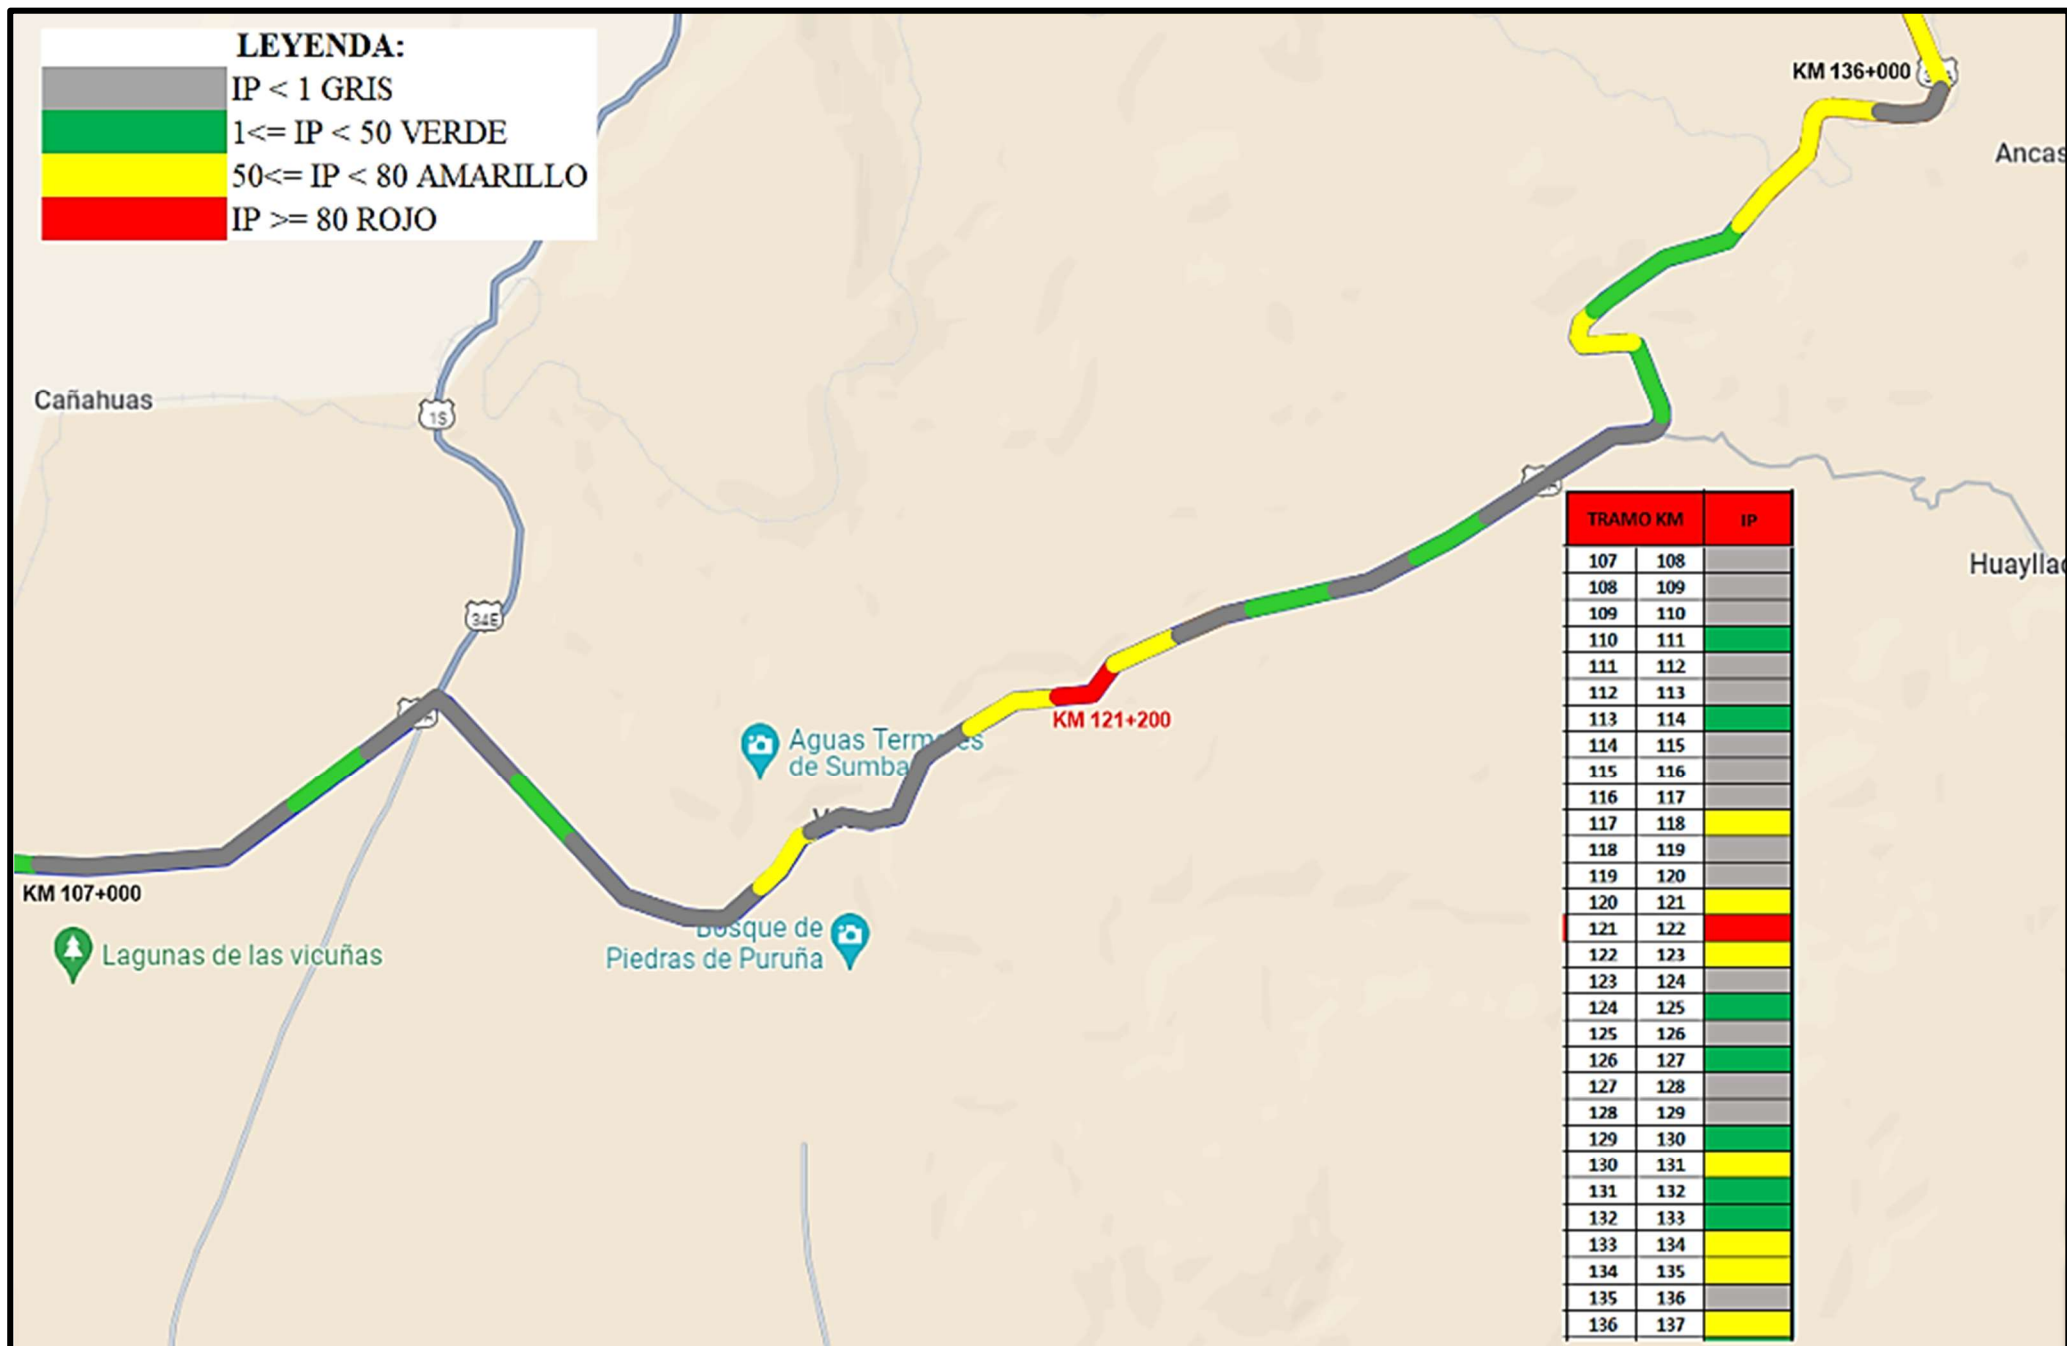 LEYENDA:
IP < 1 GRIS
1<= IP < 50 VERDE
50<= IP < 80 AMARILLO
IP >= 80 ROJO
KM 136+000
Ancas
Cañahuas
1S
34E
Huayllac
KM 121+200
Aguas Termales
de Sumba
KM 107+000
Lagunas de las vicuñas
Bosque de
Piedras de Puruña
TRAMO KM IP
107 108
108 109
109 110
110 111
111 112
112 113
113 114
114 115
115 116
116 117
117 118
118 119
119 120
120 121
121 122
122 123
123 124
124 125
125 126
126 127
127 128
128 129
129 130
130 131
131 132
132 133
133 134
134 135
135 136
136 137